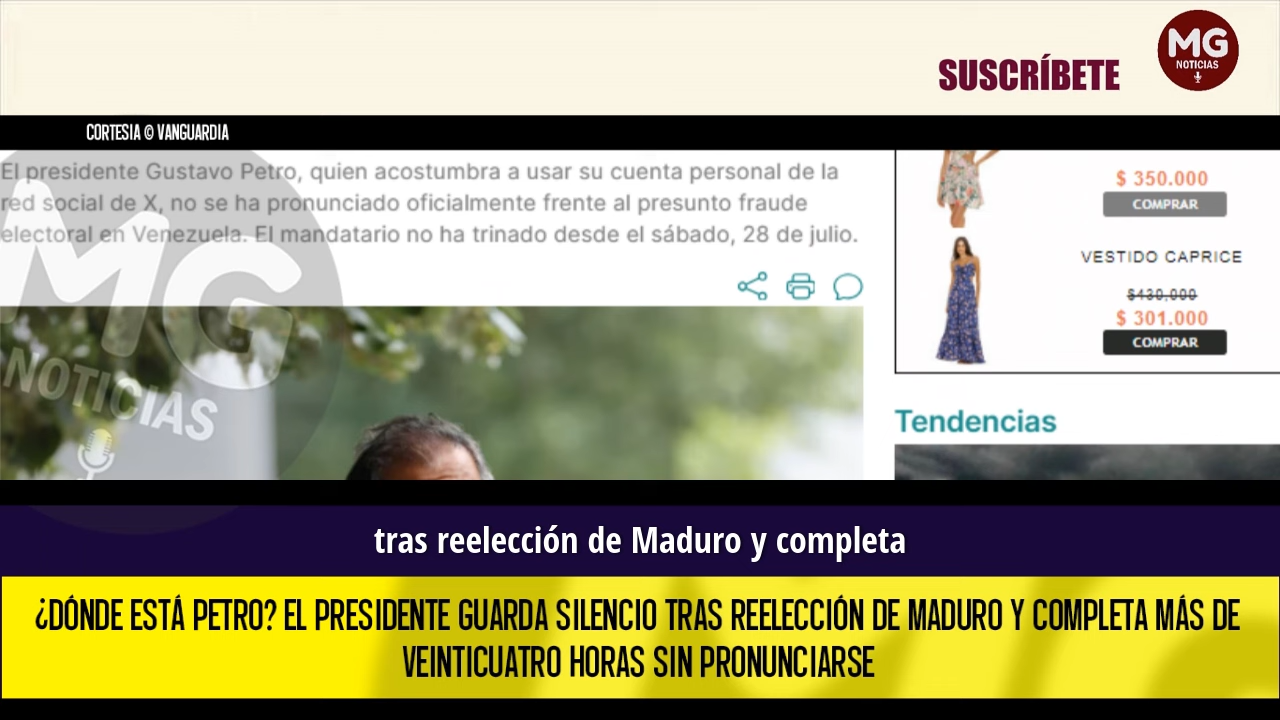 MG
NOTICIAS
SUSCRÍBETE
CORTESIA © VANGUARDIA
El presidente Gustavo Petro, quien acostumbra a usar su cuenta personal de la
red social de X, no se ha pronunciado oficialmente frente al presunto fraude
electoral en Venezuela. El mandatario no ha trinado desde el sábado, 28 de julio.
$ 350.000
COMPRAR
VESTIDO CAPRICE
$430,000
$ 301.000
COMPRAR
Tendencias
MG
NOTICIAS
tras reelección de Maduro y completa
¿DÓNDE ESTÁ PETRO? EL PRESIDENTE GUARDA SILENCIO TRAS REELECCIÓN DE MADURO Y COMPLETA MÁS DE
VEINTICUATRO HORAS SIN PRONUNCIARSE